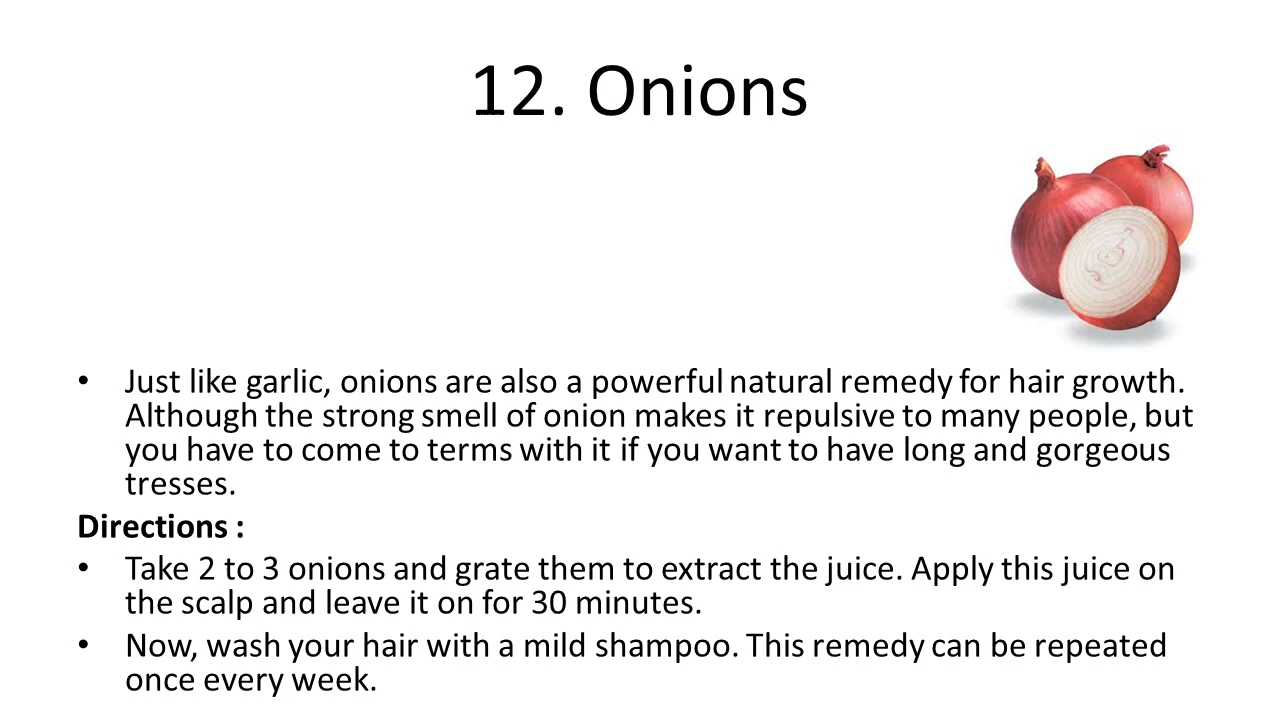 12. Onions
• Just like garlic, onions are also a powerful natural remedy for hair growth.
Although the strong smell of onion makes it repulsive to many people, but
you have to come to terms with it if you want to have long and gorgeous
tresses.
Directions :
• Take 2 to 3 onions and grate them to extract the juice. Apply this juice on
the scalp and leave it on for 30 minutes.
• Now, wash your hair with a mild shampoo. This remedy can be repeated
once every week.